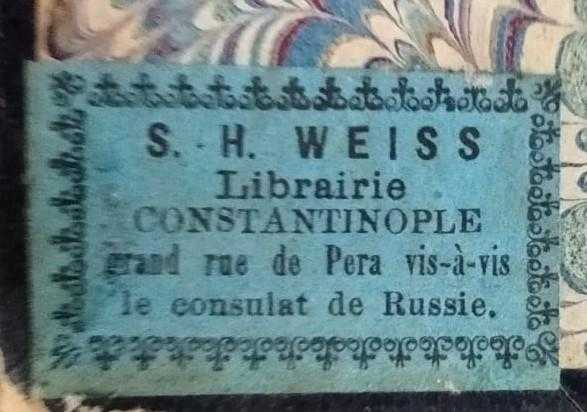 S. H. WEISS
Librairie
CONSTANTINOPLE
grand rue de Pera vis-à-vis
le consulat de Russie.